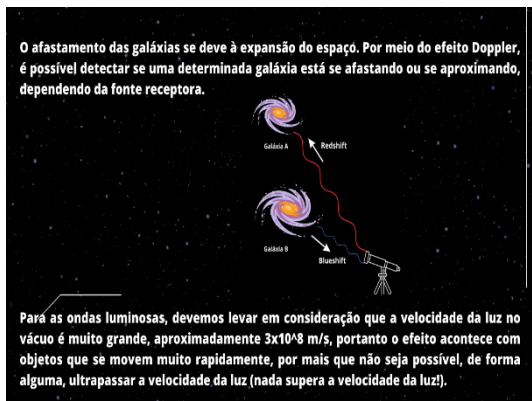 O afastamento das galáxias se deve à expansão do espaço. Por meio do efeito Doppler,
é possível detectar se uma determinada galáxia está se afastando ou se aproximando,
dependendo da fonte receptora.
Galáxia A
Redshift
Galáxia B
Blueshift
Para as ondas luminosas, devemos levar em consideração que a velocidade da luz no
vácuo é muito grande, aproximadamente 3x10^8 m/s, portanto o efeito acontece com
objetos que se movem muito rapidamente, por mais que não seja possível, de forma
alguma, ultrapassar a velocidade da luz (nada supera a velocidade da luz!).